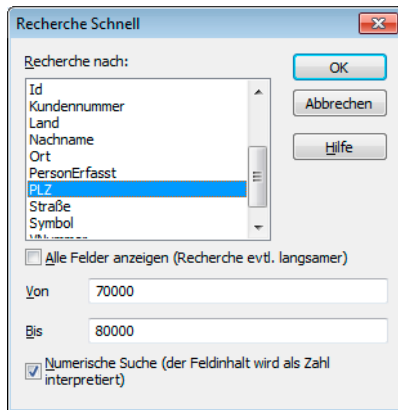 Recherche Schnell
Recherche nach:
Id
Kundennummer
Land
Nachname
Ort
PersonErfasst
PLZ
Straße
Symbol
OK
Abbrechen
Hilfe
Alle Felder anzeigen (Recherche evtl. langsamer)
Von 70000
Bis 80000
Numerische Suche (der Feldinhalt wird als Zahl
interpretiert)